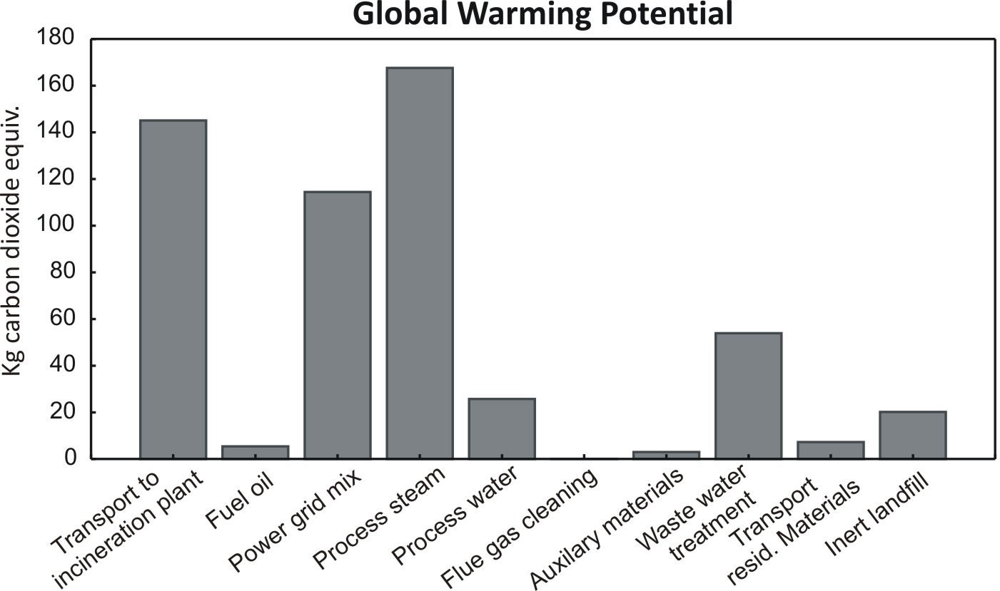 Global Warming Potential
Kg carbon dioxide equiv.
180
160
140
120
100
80
60
40
20
0
Transport to
incineration plant
Fuel oil
Power grid mix
Process steam
Process water
Flue gas cleaning
Auxilary materials
Waste water
treatment
Transport
resid. Materials
Inert landfill